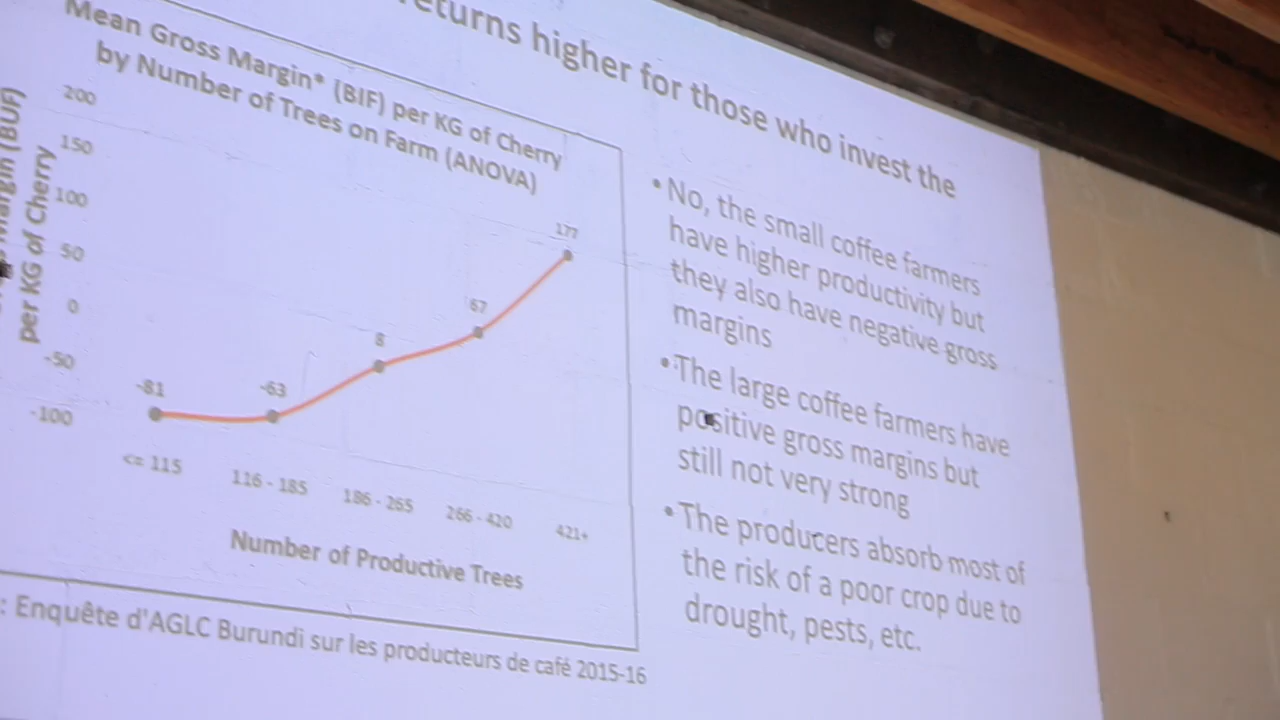 returns higher for those who invest the
Mean Gross Margin* (BIF) per KG of Cherry
by Number of Trees on Farm (ANOVA)
Margin (BUF)
per KG of Cherry
200
150
100
50
0
-50
-100
-81
-63
8
67
177
<= 115
116 - 185
186 - 265
266 - 420
421+
Number of Productive Trees
: Enquête d'AGLC Burundi sur les producteurs de café 2015-16
• No, the small coffee farmers
have higher productivity but
they also have negative gross
margins
• The large coffee farmers have
positive gross margins but
still not very strong
• The producers absorb most of
the risk of a poor crop due to
drought, pests, etc.